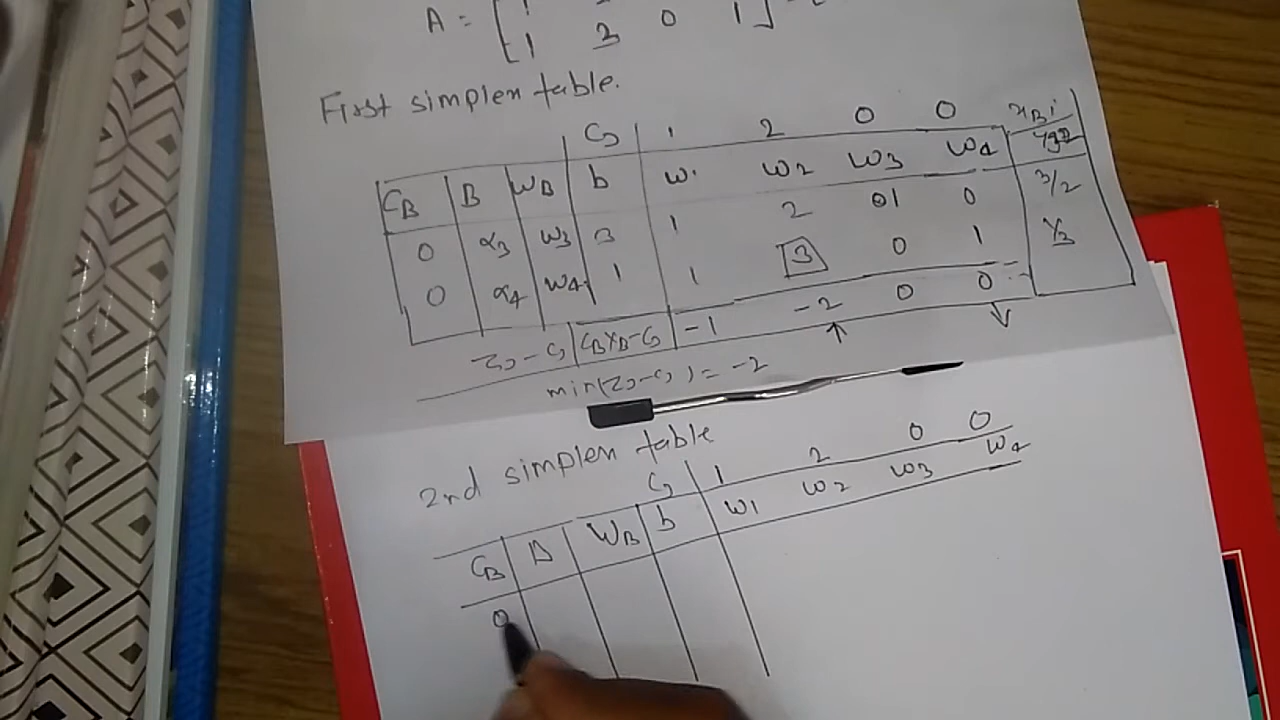 A = [ 1
1 3 0 1 ]
First simplex table.
Cj 1 2 0 0 xBi
CB B WB b w1 w2 w3 w4
0 α3 w3 3 1 2 01 0 3/2
0 α4 w4 1 1 3 0 1 1/3
zj-cj CBXB-Cj -1 -2 0 0
min(zj-cj) = -2
2nd simplex table
Cj 1 2 0 0
CB B WB b w1 w2 w3 w4
0